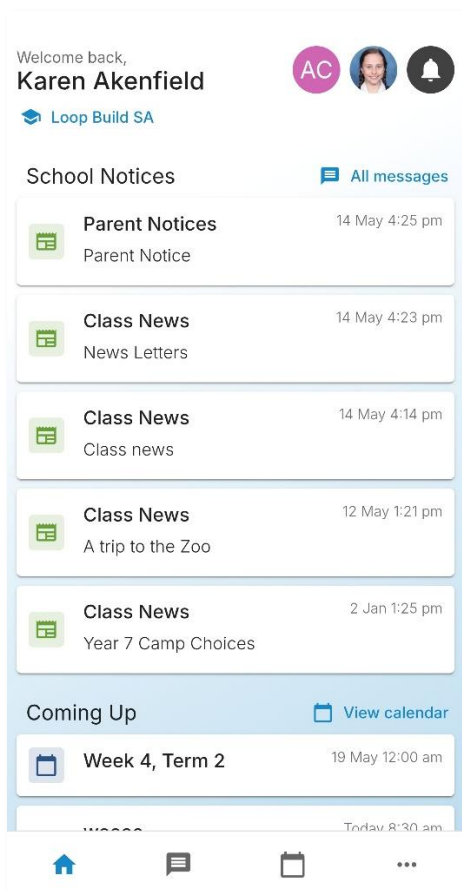 Welcome back,
Karen Akenfield
AC
Loop Build SA
School Notices
All messages
Parent Notices
14 May 4:25 pm
Parent Notice
Class News
14 May 4:23 pm
News Letters
Class News
14 May 4:14 pm
Class news
Class News
12 May 1:21 pm
A trip to the Zoo
Class News
2 Jan 1:25 pm
Year 7 Camp Choices
Coming Up
View calendar
Week 4, Term 2
19 May 12:00 am
Today 8:30 am